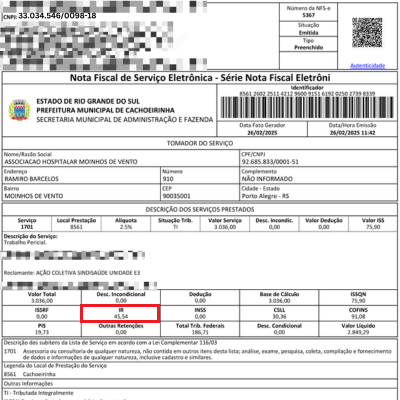 CNPJ: 33.034.546/0098-18
Número da NFS-e
5367
Situação
Emitida
Tipo
Preenchido
Autenticidade
Nota Fiscal de Serviço Eletrônica - Série Nota Fiscal Eletrôni
ESTADO DE RIO GRANDE DO SUL
PREFEITURA MUNICIPAL DE CACHOEIRINHA
SECRETARIA MUNICIPAL DE ADMINISTRAÇÃO E FAZENDA
Identificador
8561 2602 2511 4212 9600 9151 6192 0250 2739 8339
Data Fato Gerador
26/02/2025
Data/Hora Emissão
26/02/2025 11:42
TOMADOR DO SERVIÇO
Nome/Razão Social
ASSOCIACAO HOSPITALAR MOINHOS DE VENTO
CPF/CNPJ
92.685.833/0001-51
Endereço
RAMIRO BARCELOS
Número
910
Complemento
NÃO INFORMADO
Bairro
MOINHOS DE VENTO
CEP
90035001
Cidade - Estado
Porto Alegre - RS
DESCRIÇÃO DOS SERVIÇOS PRESTADOS
Serviço Local Prestação Alíquota Situação Trib. Valor Serviço Desc. Incondic. Valor Dedução Valor ISS
1701 8561 2.5% TI 3.036,00 0,00 0,00 75,90
Descrição do Serviço:
Trabalho Pericial.
Reclamante: AÇÃO COLETIVA SINDISAÚDE UNIDADE E3
Valor Total Desc. Incondicional Dedução Base de Cálculo ISSQN
3.036,00 0,00 0,00 3.036,00 75,90
ISSRF IR INSS CSLL COFINS
0,00 45,54 0,00 30,36 91,08
PIS Outras Retenções Total Trib. Federais Desc. Condicional Valor Líquido
19,73 0,00 186,71 0,00 2.849,29
Descrição dos subitens da Lista de Serviço em acordo com a Lei Complementar 116/03
1701 Assessoria ou consultoria de qualquer natureza, não contida em outros itens desta lista; análise, exame, pesquisa, coleta, compilação e fornecimento
de dados e informações de qualquer natureza, inclusive cadastro e similares.
Legenda do Local de Prestação do Serviço
8561 Cachoeirinha
Outras Informações
TI - Tributada Integralmente